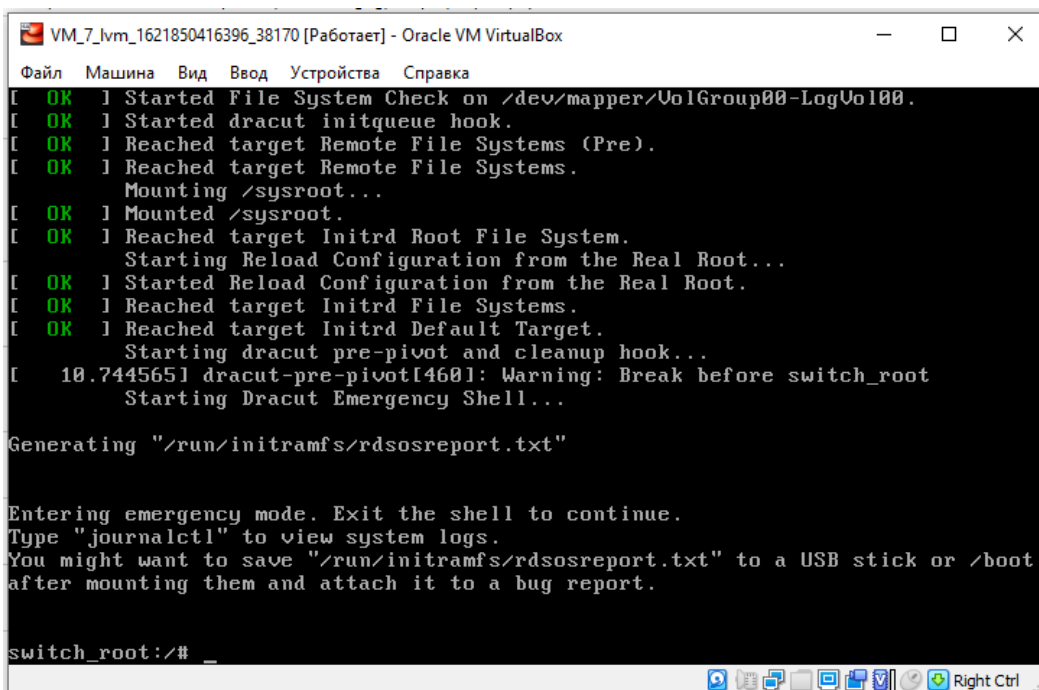 VM_7_lvm_1621850416396_38170 [Работает] - Oracle VM VirtualBox
Файл Машина Вид Ввод Устройства Справка
[  OK  ] Started File System Check on /dev/mapper/VolGroup00-LogVol00.
[  OK  ] Started dracut initqueue hook.
[  OK  ] Reached target Remote File Systems (Pre).
[  OK  ] Reached target Remote File Systems.
         Mounting /sysroot...
[  OK  ] Mounted /sysroot.
[  OK  ] Reached target Initrd Root File System.
         Starting Reload Configuration from the Real Root...
[  OK  ] Started Reload Configuration from the Real Root.
[  OK  ] Reached target Initrd File Systems.
[  OK  ] Reached target Initrd Default Target.
         Starting dracut pre-pivot and cleanup hook...
[   10.744565] dracut-pre-pivot[460]: Warning: Break before switch_root
         Starting Dracut Emergency Shell...
Generating "/run/initramfs/rdsosreport.txt"
Entering emergency mode. Exit the shell to continue.
Type "journalctl" to view system logs.
You might want to save "/run/initramfs/rdsosreport.txt" to a USB stick or /boot
after mounting them and attach it to a bug report.
switch_root:/# _
Right Ctrl